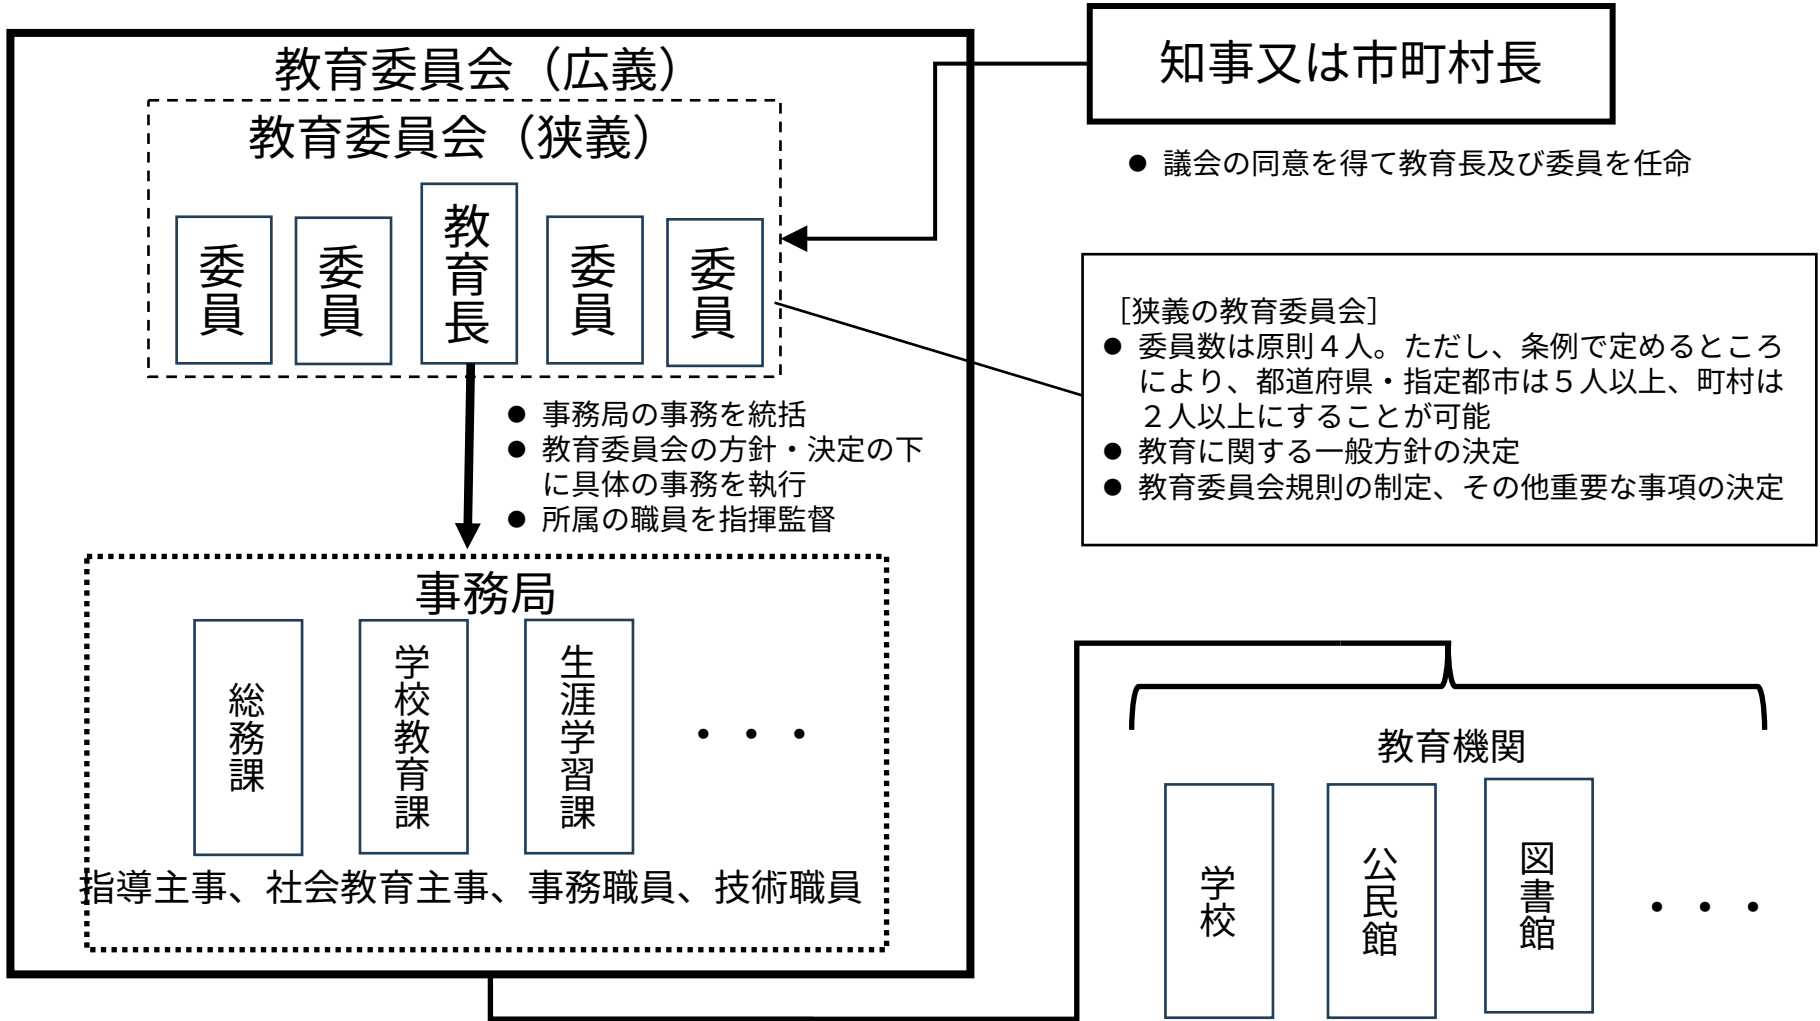 教育委員会（広義）
教育委員会（狭義）
委員
委員
教育長
委員
委員
知事又は市町村長
● 議会の同意を得て教育長及び委員を任命
［狭義の教育委員会］
● 委員数は原則４人。ただし、条例で定めるところ
により、都道府県・指定都市は５人以上、町村は
２人以上にすることが可能
● 教育に関する一般方針の決定
● 教育委員会規則の制定、その他重要な事項の決定
● 事務局の事務を統括
● 教育委員会の方針・決定の下
に具体の事務を執行
● 所属の職員を指揮監督
事務局
総務課
学校教育課
生涯学習課
・・・
指導主事、社会教育主事、事務職員、技術職員
教育機関
学校
公民館
図書館
・・・